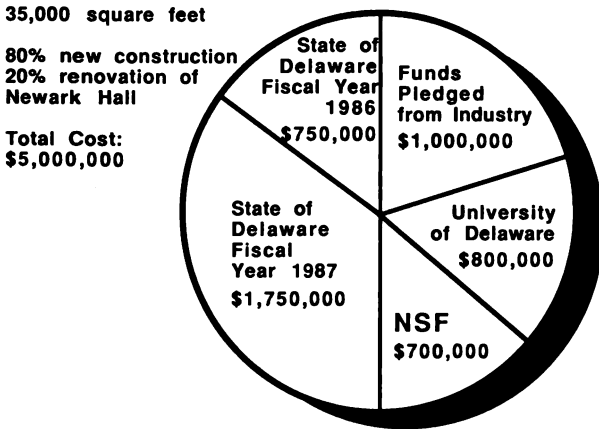 35,000 square feet
80% new construction
20% renovation of
Newark Hall
Total Cost:
$5,000,000
State of
Delaware
Fiscal Year
1986
$750,000
Funds
Pledged
from Industry
$1,000,000
University
of Delaware
$800,000
NSF
$700,000
State of
Delaware
Fiscal
Year 1987
$1,750,000